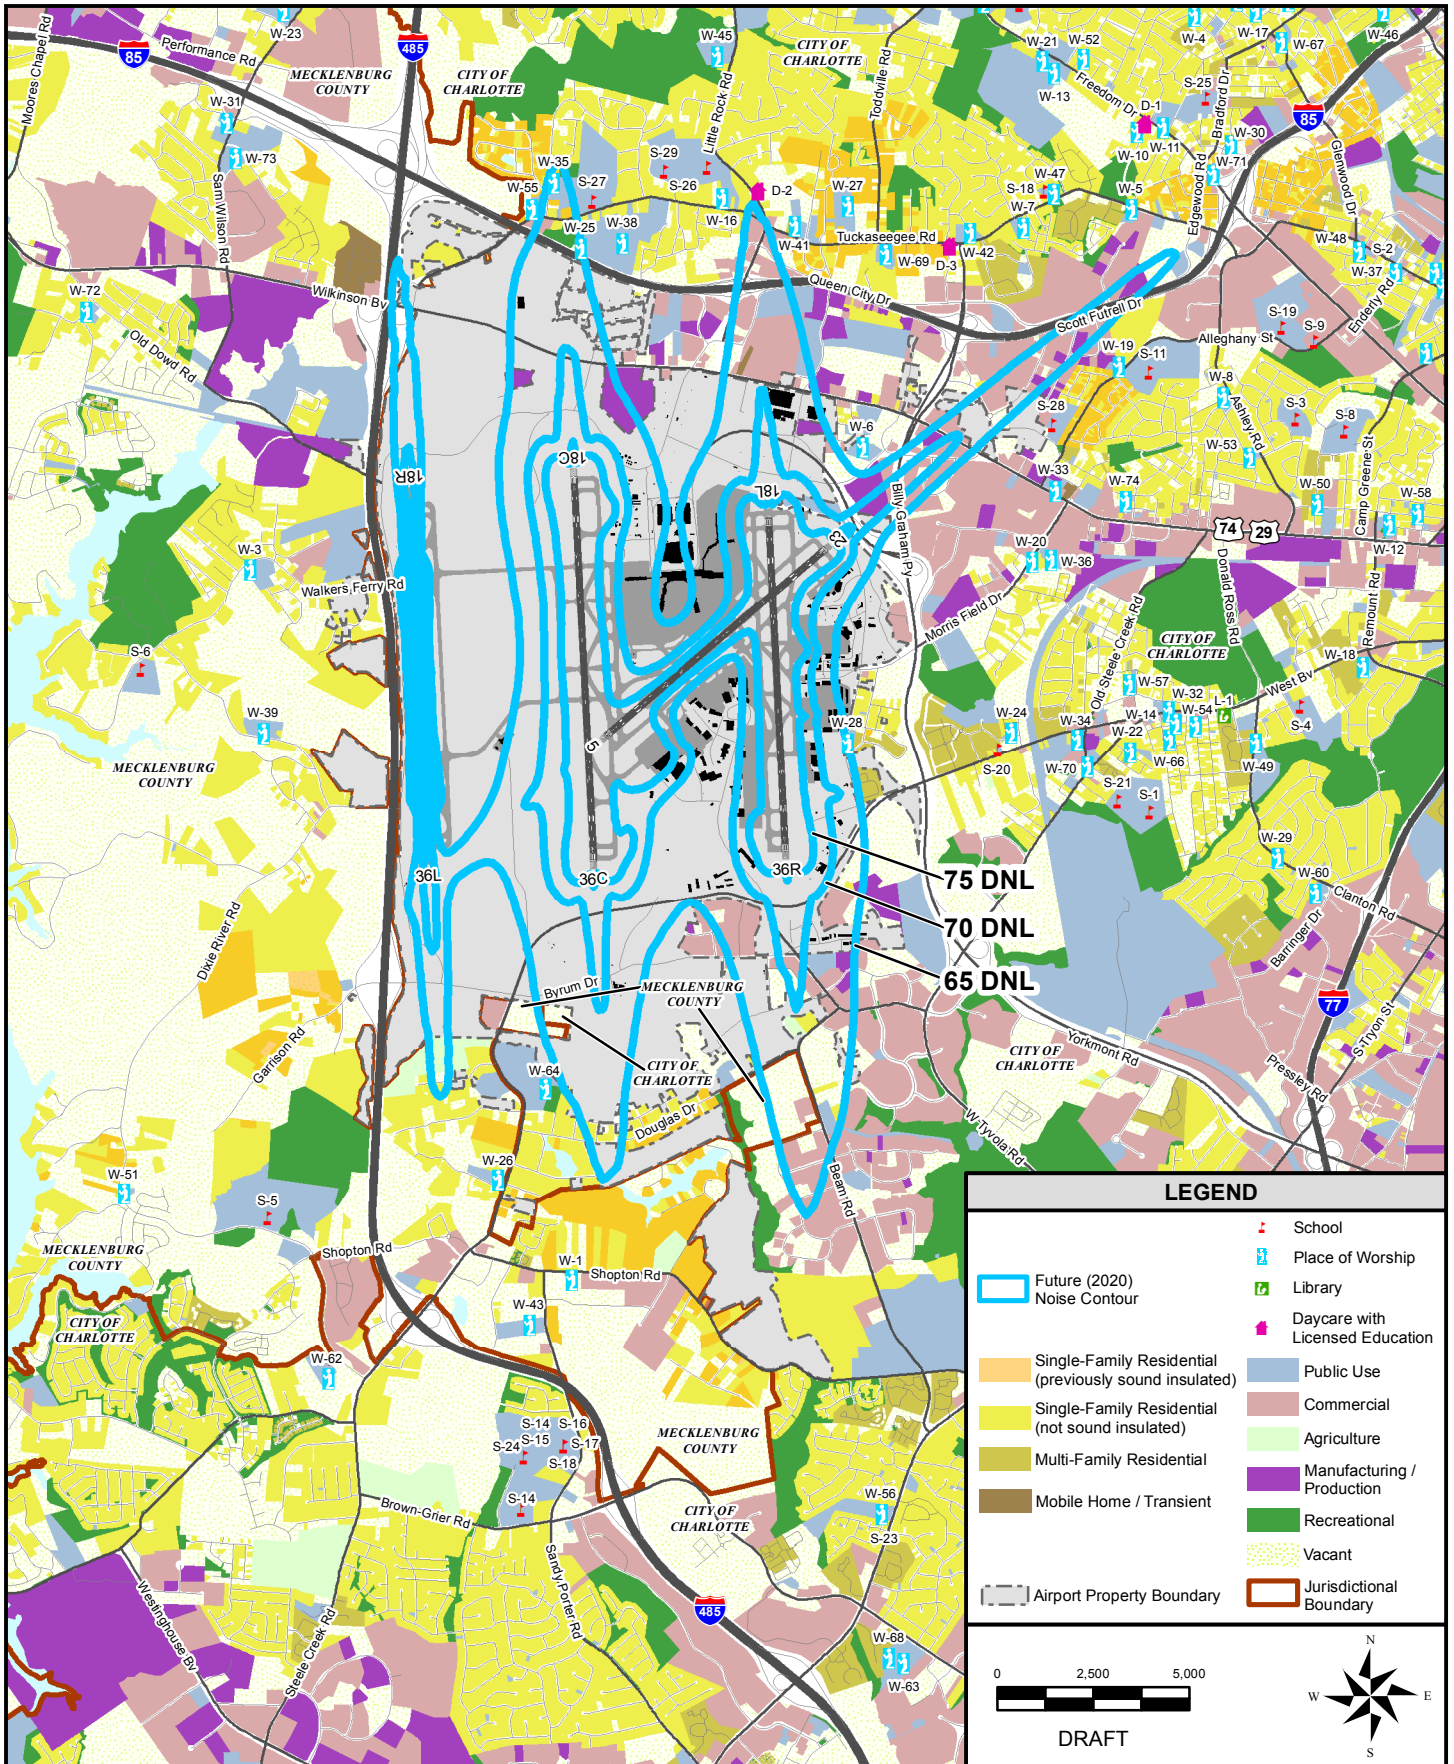 W-23
Performance Rd
Moores Chapel Rd
85
485
MECKLENBURG
COUNTY
CITY OF
CHARLOTTE
W-45
Little Rock Rd
CITY OF
CHARLOTTE
Toddville Rd
W-21
W-52
W-13
Freedom Dr
W-4
W-17
W-67
W-46
S-25
Bradford Dr
D-1
85
W-30
W-10
W-11
W-71
Glenwood Dr
W-31
W-73
Sam Wilson Rd
W-35
S-29
W-55
S-27
S-26
D-2
W-27
W-47
S-18
W-7
W-5
Edgewood Rd
W-25
W-38
W-16
W-41
Tuckaseegee Rd
W-69
D-3
W-42
W-48
S-2
W-37
Enderly Rd
W-72
Wilkinson Bv
Queen City Dr
Scott Futrell Dr
S-19
S-9
Old Dowd Rd
W-19
S-11
Alleghany St
W-8
Ashley Rd
S-3
S-8
S-28
W-6
W-53
Camp Greene St
18R
18C
18L
W-33
W-74
W-50
W-58
Billy Graham Py
74
29
W-12
23
W-3
W-20
W-36
Walkers Ferry Rd
Donald Ross Rd
Remount Rd
Morris Field Dr
Old Steele Creek Rd
CITY OF
CHARLOTTE
S-6
W-18
West Bv
W-57
W-32
L-1
W-39
W-28
W-24
W-34
W-14
W-54
S-4
5
W-22
W-66
S-20
W-70
W-49
MECKLENBURG
COUNTY
S-21
S-1
W-29
36L
36C
36R
75 DNL
W-60
Clanton Rd
70 DNL
Dixie River Rd
Barringer Dr
65 DNL
Byrum Dr
MECKLENBURG
COUNTY
77
S Tryon St
Garrison Rd
Yorkmont Rd
CITY OF
CHARLOTTE
W-64
CITY OF
CHARLOTTE
Pressley Rd
Douglas Dr
W Tyvola Rd
W-26
W-51
Beam Rd
S-5
MECKLENBURG
COUNTY
Shopton Rd
W-1
Shopton Rd
CITY OF
CHARLOTTE
W-43
W-62
S-14
S-16
S-24
S-15
S-17
S-18
MECKLENBURG
COUNTY
S-14
Brown-Grier Rd
CITY OF
CHARLOTTE
W-56
S-23
Sandy Porter Rd
Westinghouse Bv
Steele Creek Rd
485
W-68
W-63
LEGEND
Future (2020)
Noise Contour
School
Place of Worship
Library
Daycare with
Licensed Education
Single-Family Residential
(previously sound insulated)
Single-Family Residential
(not sound insulated)
Multi-Family Residential
Mobile Home / Transient
Airport Property Boundary
Public Use
Commercial
Agriculture
Manufacturing /
Production
Recreational
Vacant
Jurisdictional
Boundary
0 2,500 5,000
DRAFT
N
W E
S